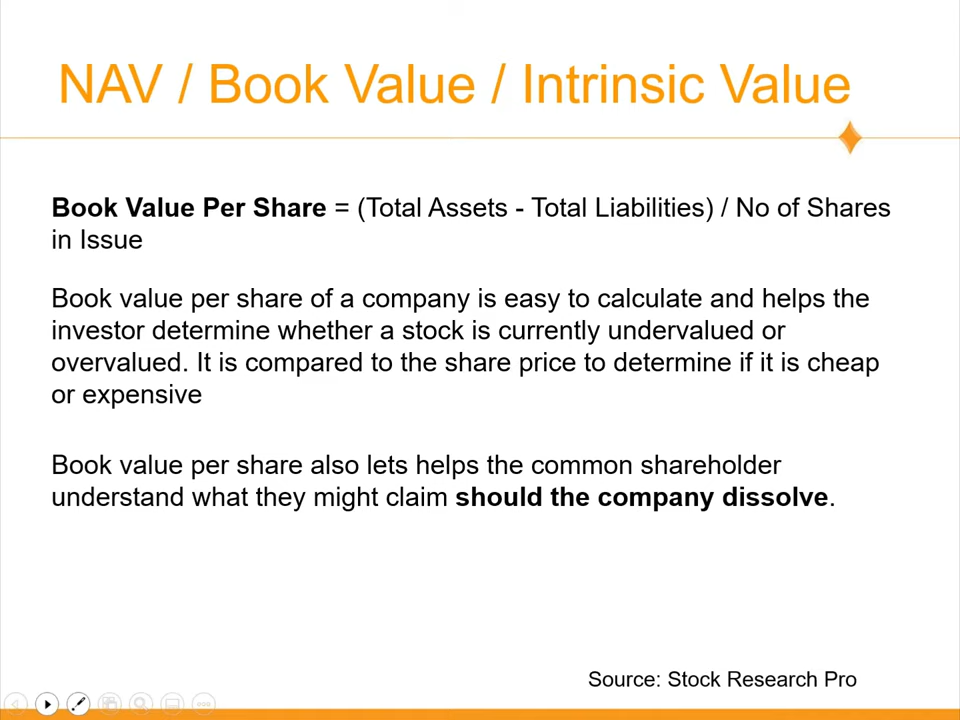 NAV / Book Value / Intrinsic Value
Book Value Per Share = (Total Assets - Total Liabilities) / No of Shares
in Issue
Book value per share of a company is easy to calculate and helps the
investor determine whether a stock is currently undervalued or
overvalued. It is compared to the share price to determine if it is cheap
or expensive
Book value per share also lets helps the common shareholder
understand what they might claim should the company dissolve.
Source: Stock Research Pro